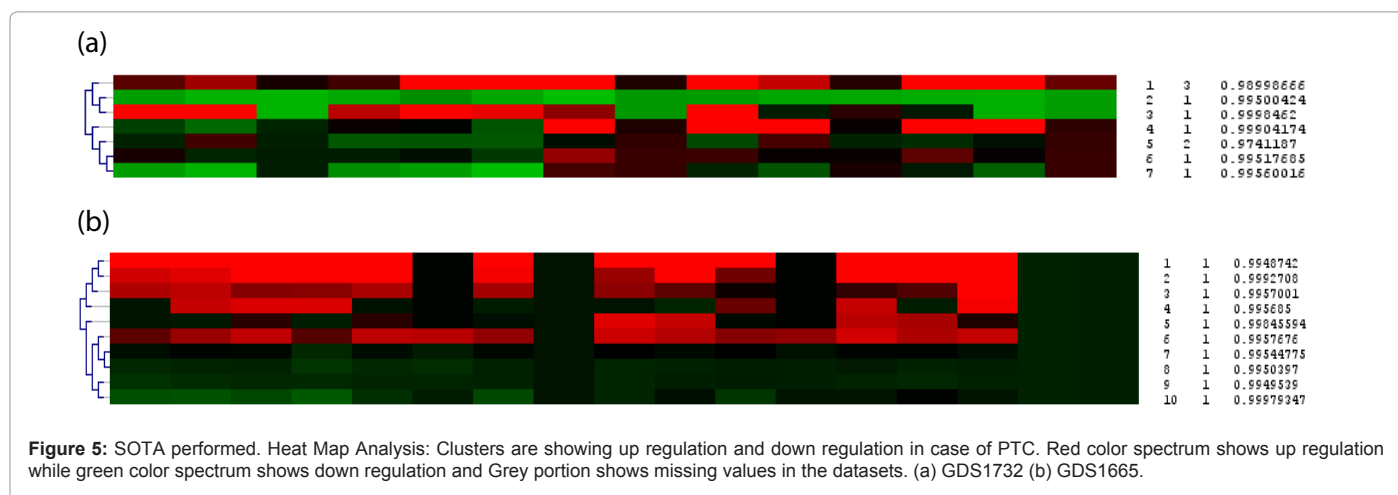 (a)
1 3 0.98998666
2 1 0.99500424
3 1 0.9998462
4 1 0.99904174
5 2 0.9741187
6 1 0.99517685
7 1 0.99560016
(b)
1 1 0.9948742
2 1 0.9992708
3 1 0.9957001
4 1 0.995685
5 1 0.99845594
6 1 0.9957676
7 1 0.99544775
8 1 0.9950397
9 1 0.9949539
10 1 0.99979347
Figure 5: SOTA performed. Heat Map Analysis: Clusters are showing up regulation and down regulation in case of PTC. Red color spectrum shows up regulation
while green color spectrum shows down regulation and Grey portion shows missing values in the datasets. (a) GDS1732 (b) GDS1665.